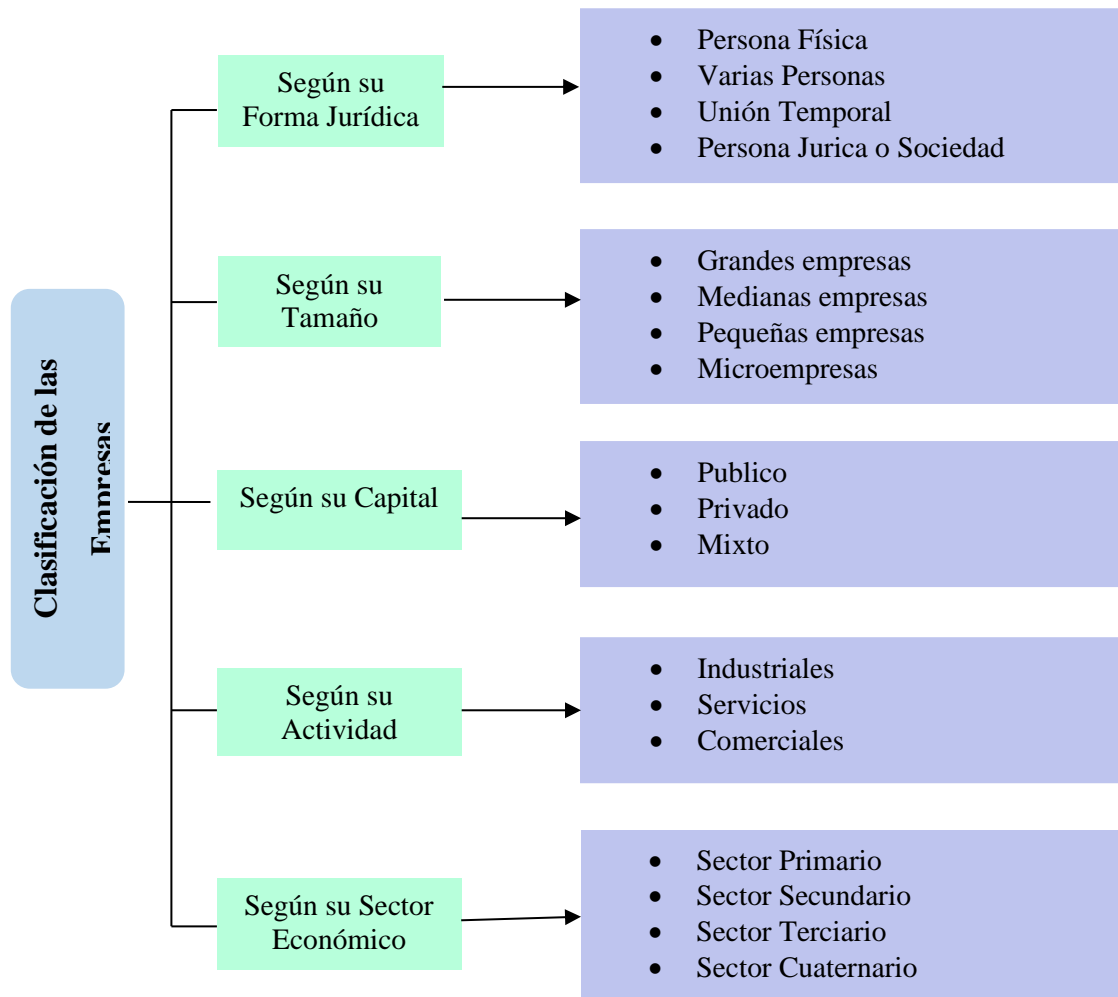 Clasificación de las
Empresas
Según su
Forma Jurídica
• Persona Física
• Varias Personas
• Unión Temporal
• Persona Jurica o Sociedad
Según su
Tamaño
• Grandes empresas
• Medianas empresas
• Pequeñas empresas
• Microempresas
Según su Capital
• Publico
• Privado
• Mixto
Según su
Actividad
• Industriales
• Servicios
• Comerciales
Según su Sector
Económico
• Sector Primario
• Sector Secundario
• Sector Terciario
• Sector Cuaternario